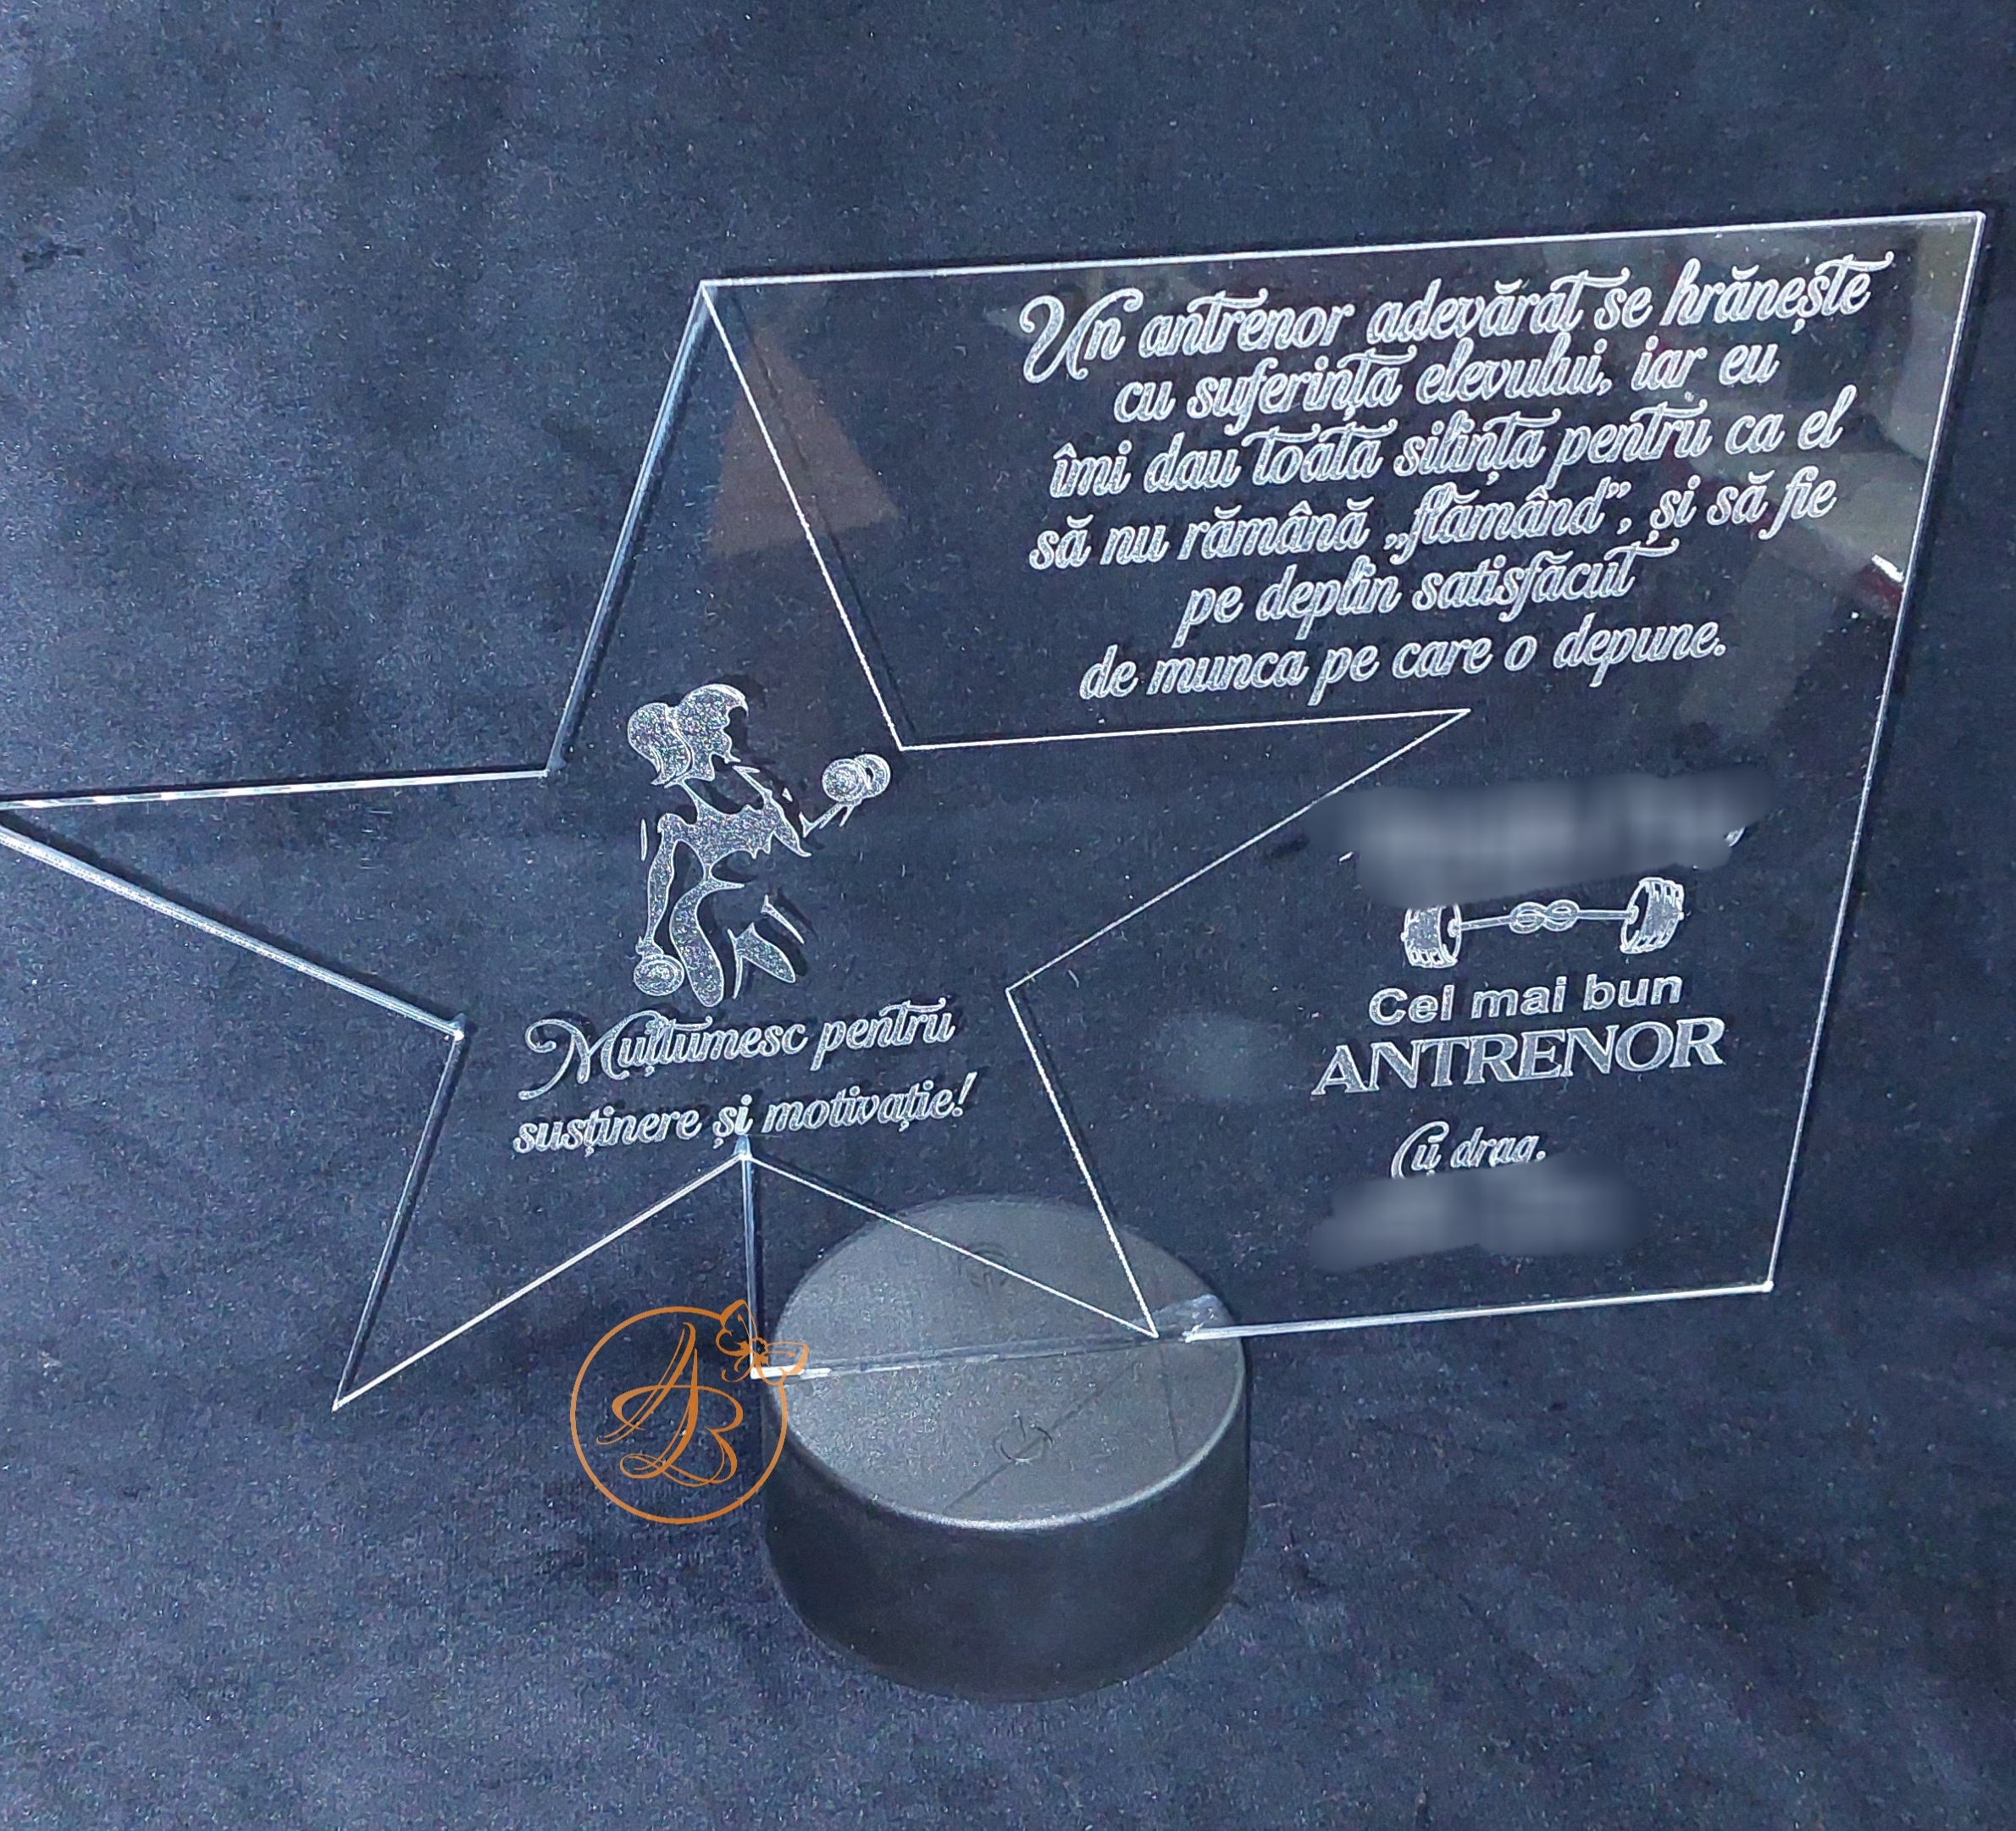 Un antrenor adevărat se hrănește
cu suferința elevului, iar eu
îmi dau toată silința pentru ca el
să nu rămână „flămând”, și să fie
pe deplin satisfăcut
de munca pe care o depune.
Mulțumesc pentru
susținere și motivație!
Cel mai bun
ANTRENOR
Cu drag,
AB